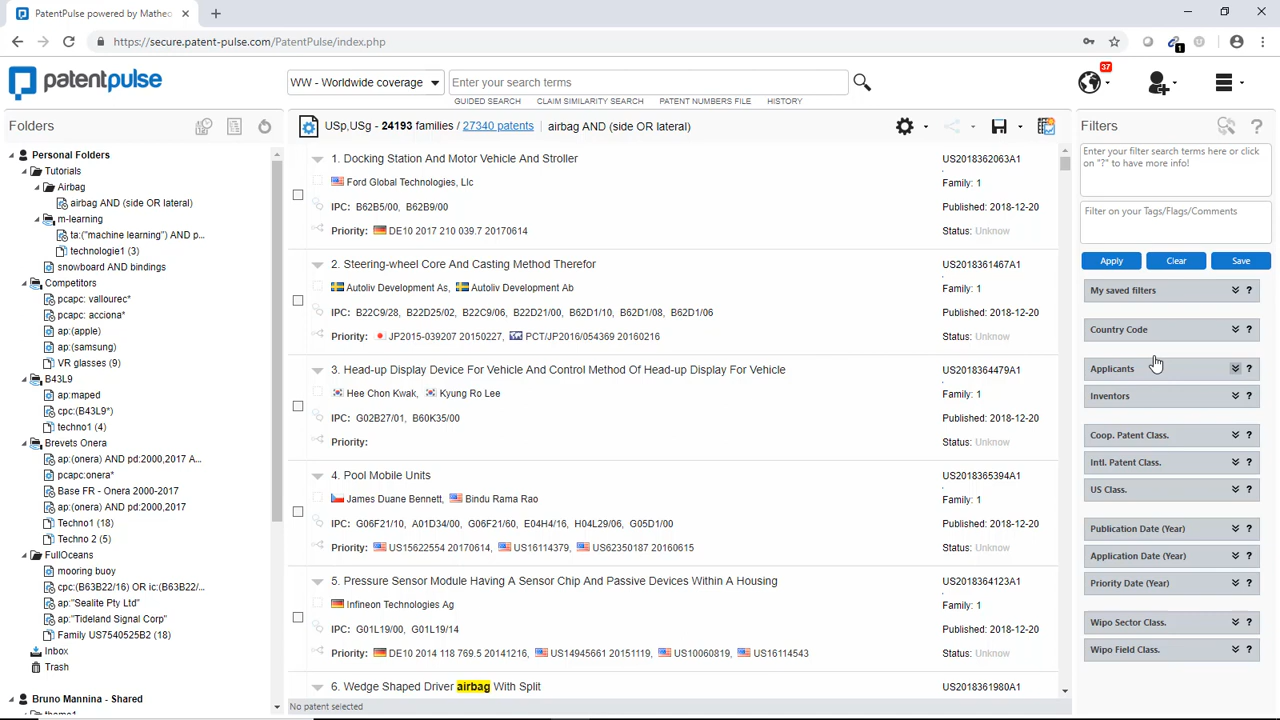 PatentPulse powered by Matheo
https://secure.patent-pulse.com/PatentPulse/index.php
1
patentpulse
WW - Worldwide coverage
Enter your search terms
37
GUIDED SEARCH
CLAIM SIMILARITY SEARCH
PATENT NUMBERS FILE
HISTORY
Folders
Personal Folders
Tutorials
Airbag
airbag AND (side OR lateral)
m-learning
ta:("machine learning") AND p...
technologie1 (3)
snowboard AND bindings
Competitors
pcapc: vallourec*
pcapc: acciona*
ap:(apple)
ap:(samsung)
VR glasses (9)
B43L9
ap:maped
cpc:(B43L9*)
techno1 (4)
Brevets Onera
ap:(onera) AND pd:2000,2017 A...
pcapc:onera*
Base FR - Onera 2000-2017
ap:(onera) AND pd:2000,2017
Techno1 (18)
Techno 2 (5)
FullOceans
mooring buoy
cpc:(B63B22/16) OR ic:(B63B22/...
ap:"Sealite Pty Ltd"
ap:"Tideland Signal Corp"
Family US7540525B2 (18)
Inbox
Trash
Bruno Mannina - Shared
USp,USg - 24193 families / 27340 patents
airbag AND (side OR lateral)
1. Docking Station And Motor Vehicle And Stroller
US2018362063A1
Ford Global Technologies, Llc
Family: 1
IPC: B62B5/00, B62B9/00
Published: 2018-12-20
Priority: DE10 2017 210 039.7 20170614
Status: Unknow
2. Steering-wheel Core And Casting Method Therefor
US2018361467A1
Autoliv Development As, Autoliv Development Ab
Family: 1
IPC: B22C9/28, B22D25/02, B22C9/06, B22D21/00, B62D1/10, B62D1/08, B62D1/06
Published: 2018-12-20
Priority: JP2015-039207 20150227, PCT/JP2016/054369 20160216
Status: Unknow
3. Head-up Display Device For Vehicle And Control Method Of Head-up Display For Vehicle
US2018364479A1
Hee Chon Kwak, Kyung Ro Lee
Family: 1
IPC: G02B27/01, B60K35/00
Published: 2018-12-20
Priority:
Status: Unknow
4. Pool Mobile Units
US2018365394A1
James Duane Bennett, Bindu Rama Rao
Family: 1
IPC: G06F21/10, A01D34/00, G06F21/60, E04H4/16, H04L29/06, G05D1/00
Published: 2018-12-20
Priority: US15622554 20170614, US16114379, US62350187 20160615
Status: Unknow
5. Pressure Sensor Module Having A Sensor Chip And Passive Devices Within A Housing
US2018364123A1
Infineon Technologies Ag
Family: 1
IPC: G01L19/00, G01L19/14
Published: 2018-12-20
Priority: DE10 2014 118 769.5 20141216, US14945661 20151119, US10060819, US16114543
Status: Unknow
6. Wedge Shaped Driver airbag With Split
US2018361980A1
No patent selected
Filters
?
Enter your filter search terms here or click
on "?" to have more info!
Filter on your Tags/Flags/Comments
Apply
Clear
Save
My saved filters ?
Country Code ?
Applicants ?
Inventors ?
Coop. Patent Class. ?
Intl. Patent Class. ?
US Class. ?
Publication Date (Year) ?
Application Date (Year) ?
Priority Date (Year) ?
Wipo Sector Class. ?
Wipo Field Class. ?